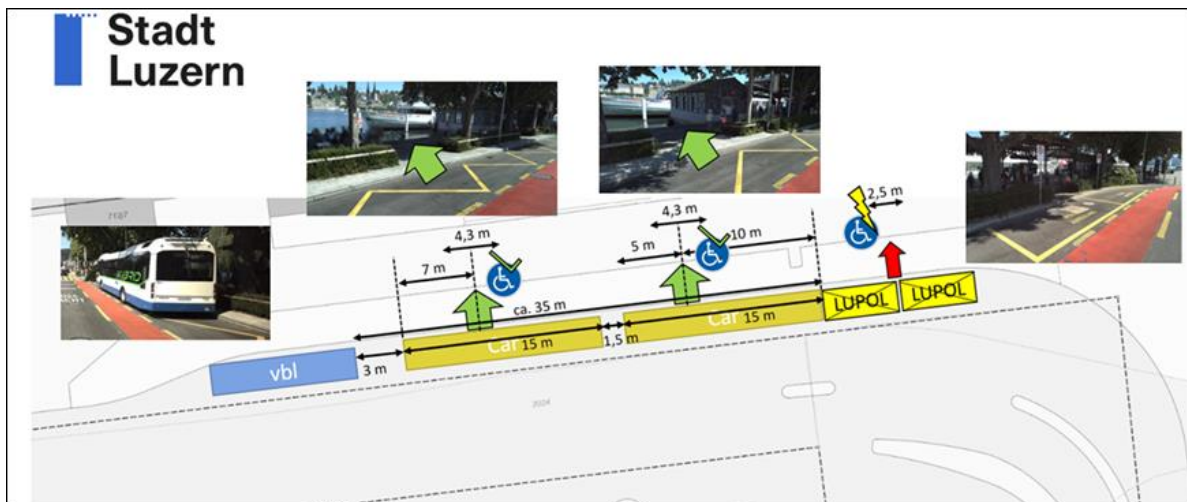 Stadt
Luzern
4,3 m
7 m
4,3 m
5 m
10 m
2,5 m
ca. 35 m
LUPOL
LUPOL
Car
15 m
1,5 m
Car
15 m
vbl
3 m